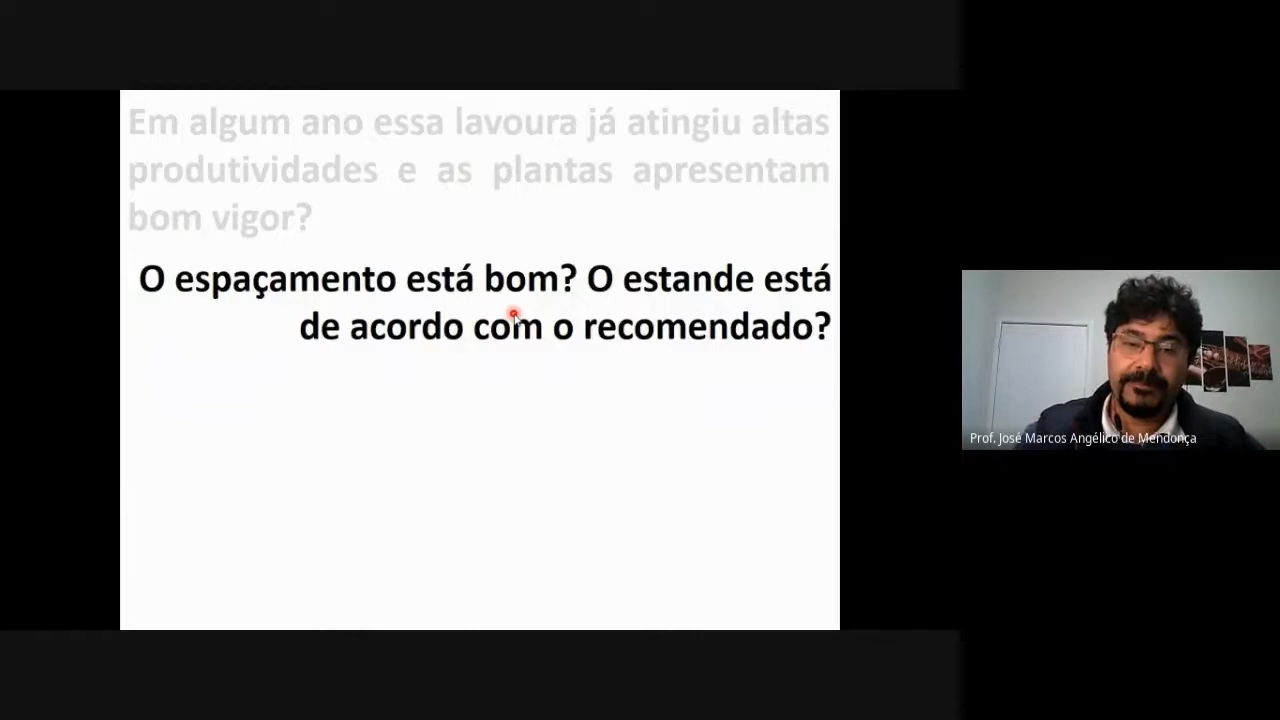 Em algum ano essa lavoura já atingiu altas
produtividades e as plantas apresentam
bom vigor?
O espaçamento está bom? O estande está
de acordo com o recomendado?
Prof. José Marcos Angélico de Mendonça